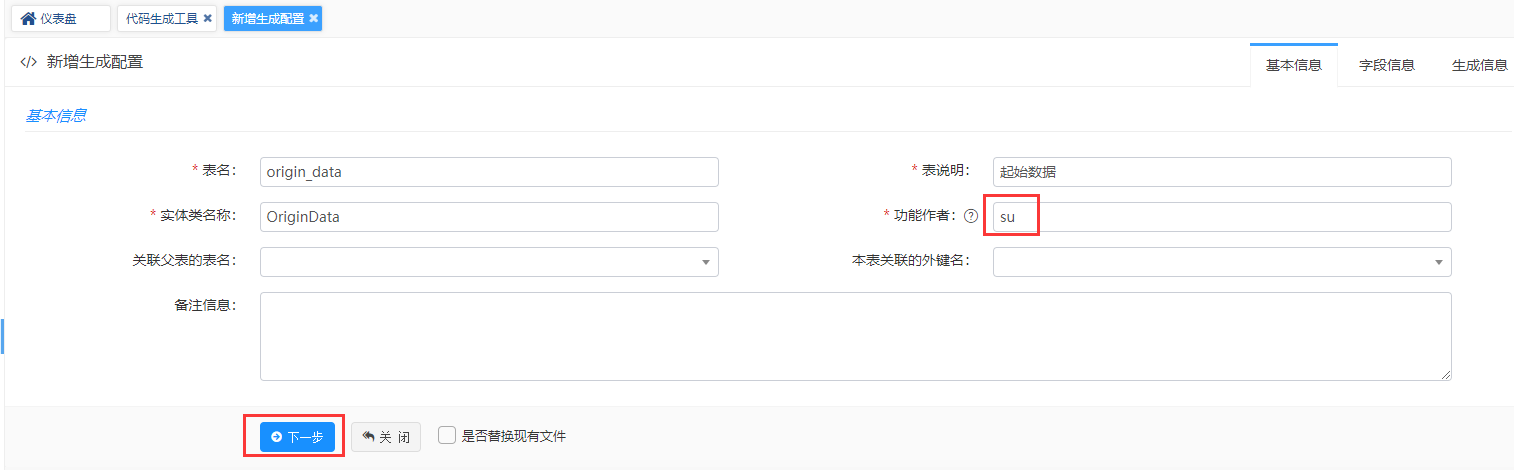 仪表盘 代码生成工具 新增生成配置
</> 新增生成配置 基本信息 字段信息 生成信息
基本信息
* 表名： origin_data * 表说明： 起始数据
* 实体类名称： OriginData * 功能作者： su
关联父表的表名： 本表关联的外键名：
备注信息：
下一步 关 闭 是否替换现有文件